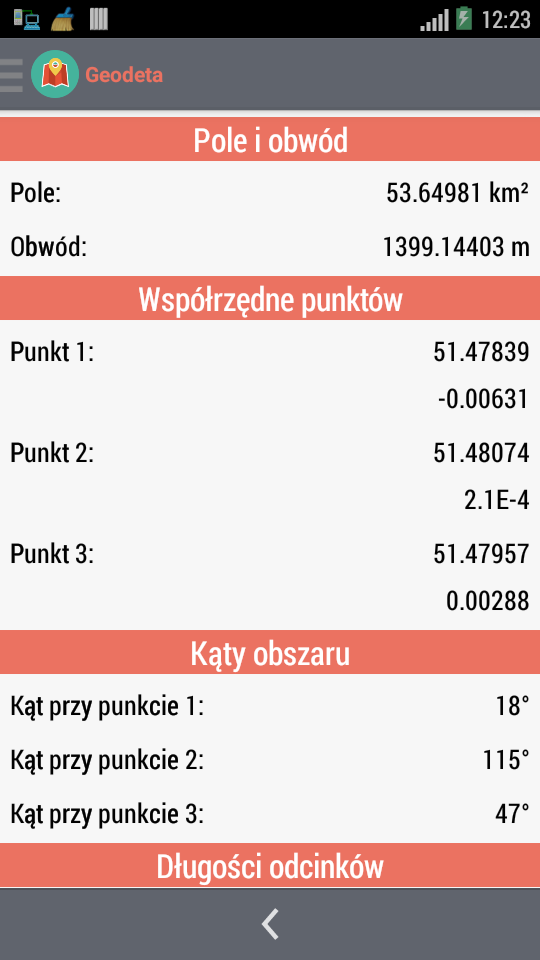 12:23
Geodeta
Pole i obwód
Pole: 53.64981 km²
Obwód: 1399.14403 m
Współrzędne punktów
Punkt 1: 51.47839
-0.00631
Punkt 2: 51.48074
2.1E-4
Punkt 3: 51.47957
0.00288
Kąty obszaru
Kąt przy punkcie 1: 18°
Kąt przy punkcie 2: 115°
Kąt przy punkcie 3: 47°
Długości odcinków